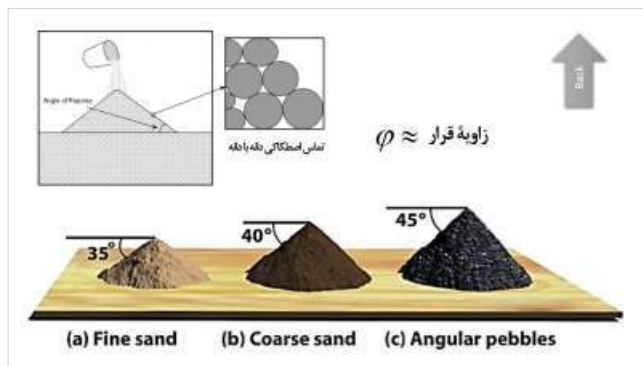 Angle of Repose
تماس اصطکاکی دانه با دانه
φ ≈ زاویهٔ قرار
Back
35°
40°
45°
(a) Fine sand
(b) Coarse sand
(c) Angular pebbles